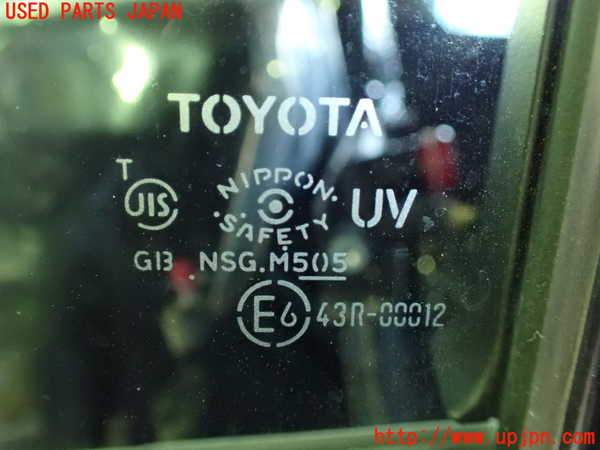 USED PARTS JAPAN
TOYOTA
T
JIS
NIPPON
SAFETY
UV
G13 NSG.M505
E6 43R-00012
http://www.upjpn.com/